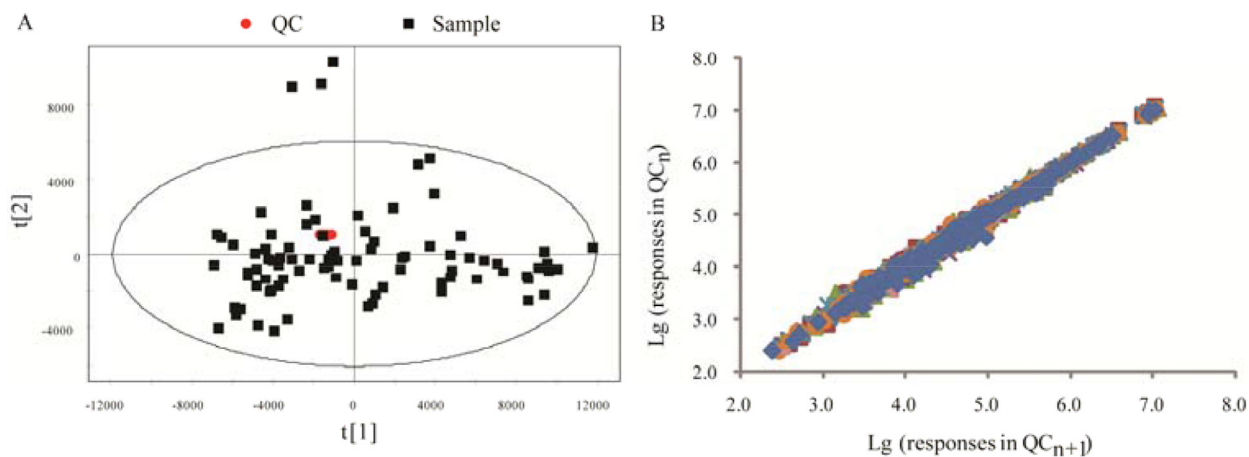 A
QC
Sample
8000
4000
0
-4000
t[2]
-12000 -8000 -4000 0 4000 8000 12000
t[1]
B
8.0
7.0
6.0
5.0
4.0
3.0
2.0
Lg (responses in QCn)
2.0 3.0 4.0 5.0 6.0 7.0 8.0
Lg (responses in QCn+1)